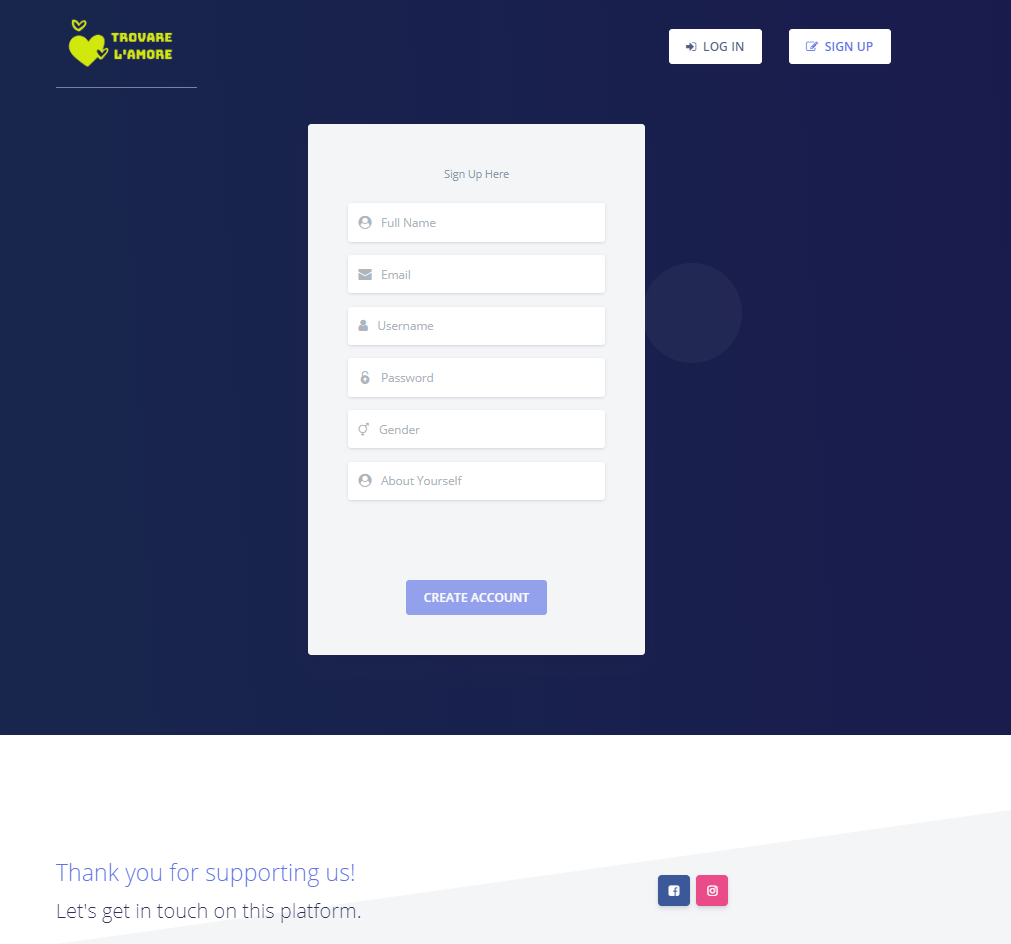 TROVARE
L'AMORE
LOG IN
SIGN UP
Sign Up Here
Full Name
Email
Username
Password
Gender
About Yourself
CREATE ACCOUNT
Thank you for supporting us!
Let's get in touch on this platform.